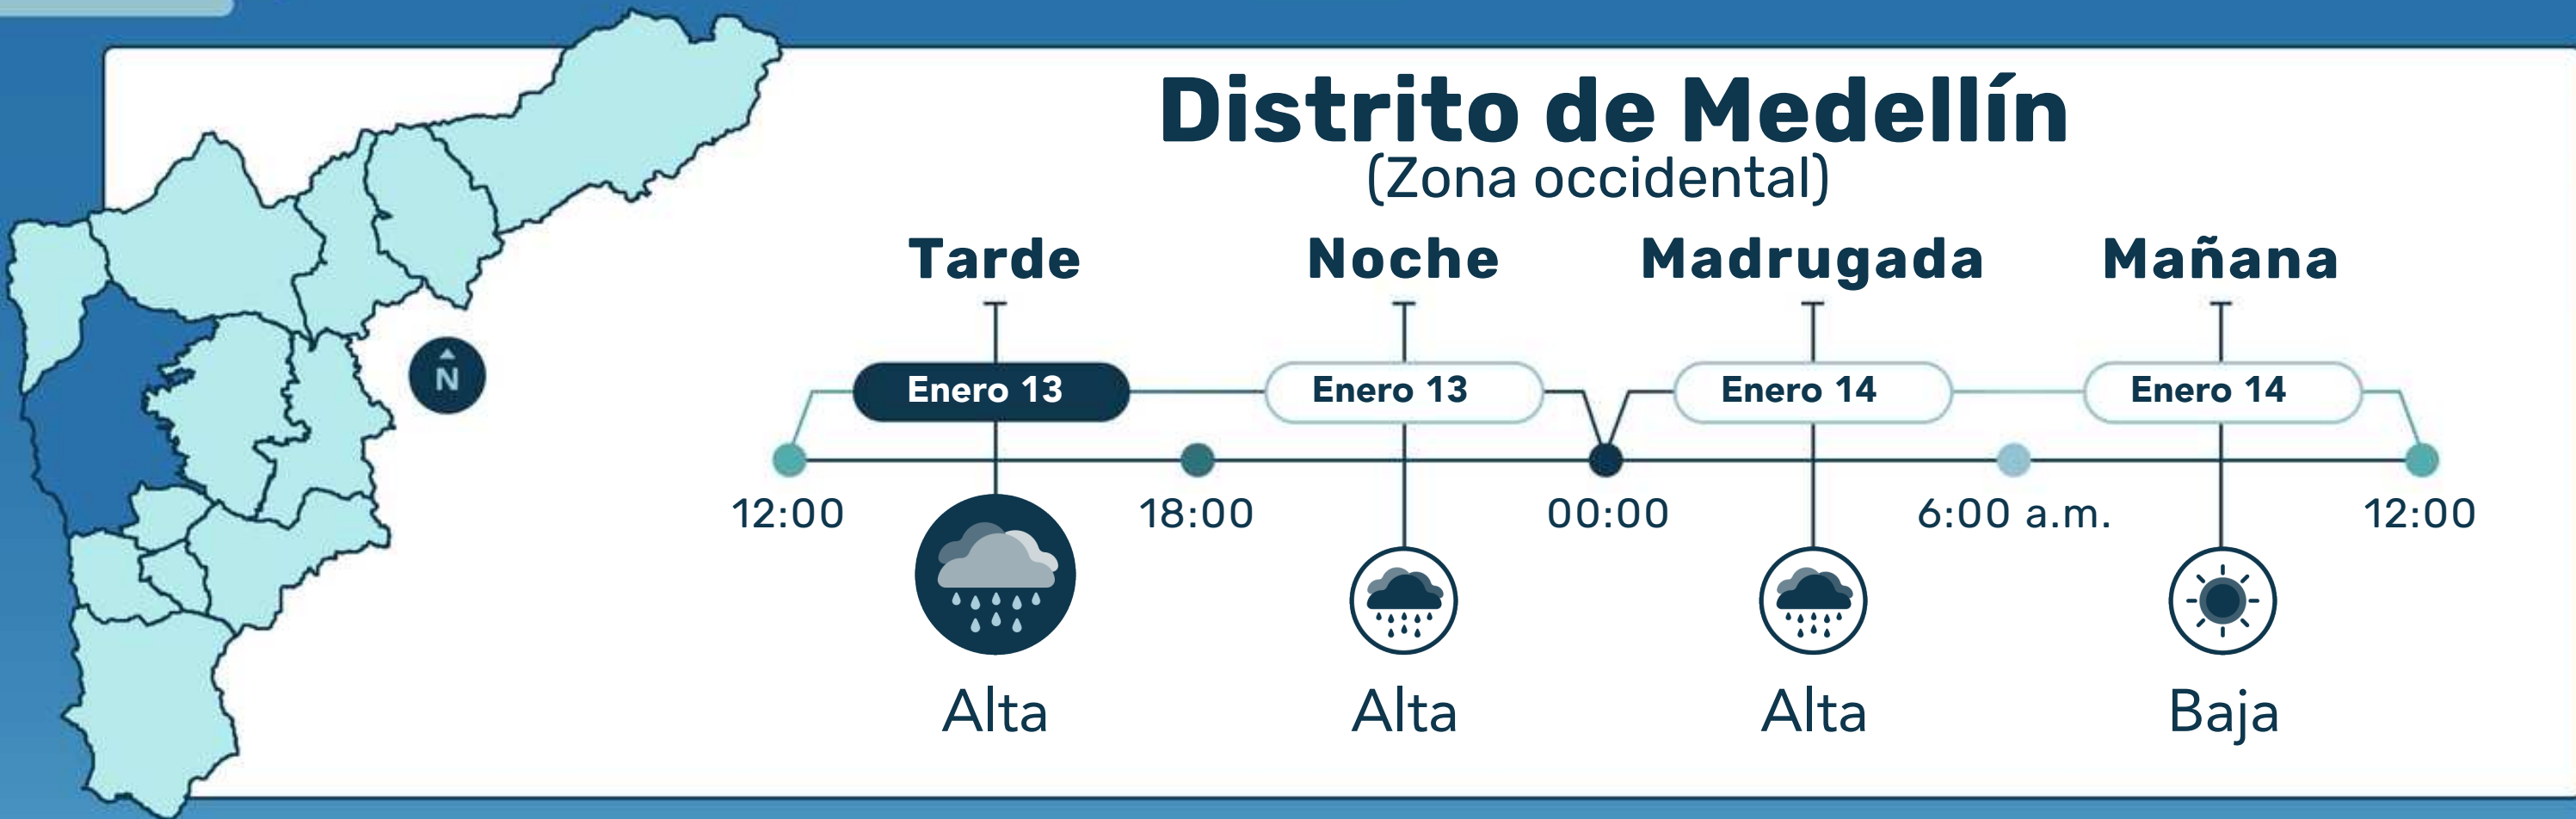 Distrito de Medellín
(Zona occidental)
Tarde Noche Madrugada Mañana
Enero 13 Enero 13 Enero 14 Enero 14
N
12:00 18:00 00:00 6:00 a.m. 12:00
Alta Alta Alta Baja